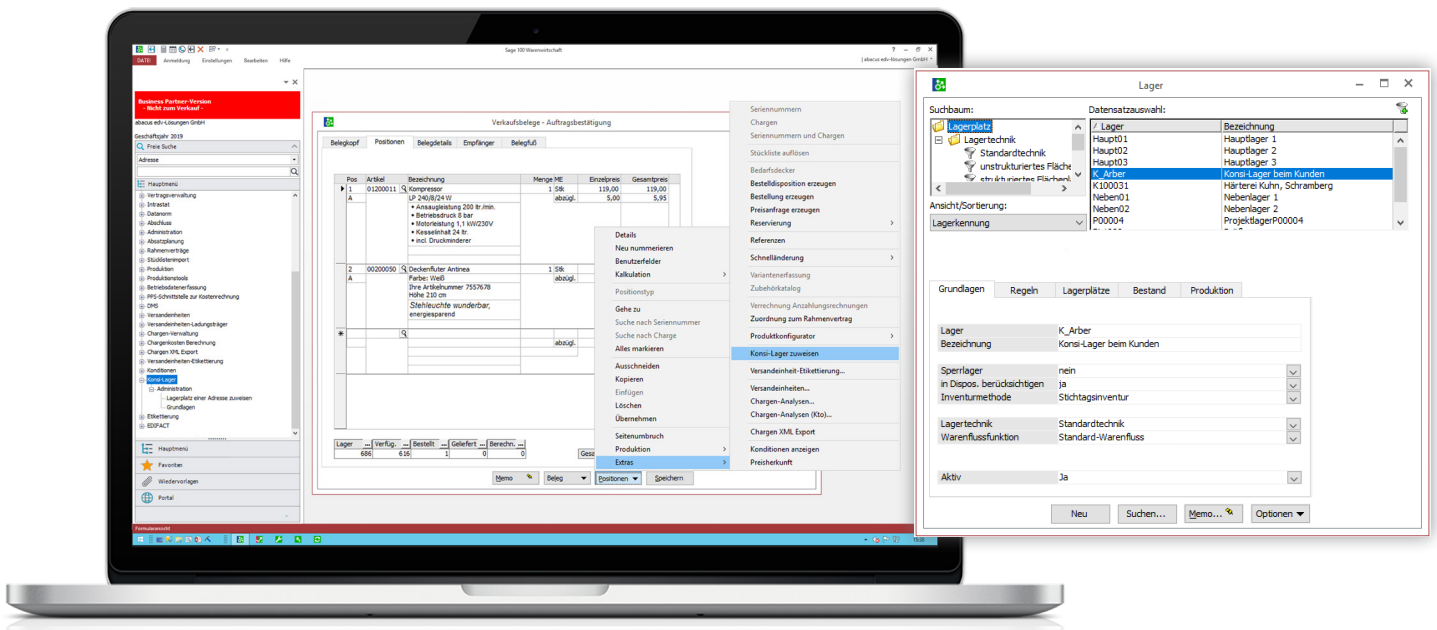 Sage 100 Warenwirtschaft
DATEI Anmeldung Einstellungen Bearbeiten Hilfe
[abacus edv-lösungen GmbH
Business Partner-Version
- Nicht zum Verkauf -
abacus edv-Lösungen GmbH
Geschäftsjahr 2019
Freie Suche
Adresse
Hauptmenü
Vertragsverwaltung
Intrastat
Datanorm
Abschluss
Administration
Absatzplanung
Rahmenverträge
Stücklistenimport
Produktion
Produktionstools
Betriebsdatenerfassung
PPS-Schnittstelle zur Kostenrechnung
DMS
Versandeinheiten
Versandeinheiten-Ladungsträger
Chargen-Verwaltung
Chargenkosten Berechnung
Chargen XML Export
Versandeinheiten-Etikettierung
Konditionen
Konsi-Lager
Administration
Lagerplatz einer Adresse zuweisen
Grundlagen
Etikettierung
EDIFACT
Hauptmenü
Favoriten
Wiedervorlagen
Portal
Formularansicht
15:38
Verkaufsbelege - Auftragsbestätigung
Belegkopf Positionen Belegdetails Empfänger Belegfuß
Pos Artikel Bezeichnung Menge ME Einzelpreis Gesamtpreis
1 01200011 Kompressor 1 Stk 119,00 119,00
A LP 240/8/24 W abzügl. 5,00 5,95
• Ansaugleistung 200 ltr./min.
• Betriebsdruck 8 bar
• Motorleistung 1,1 kW/230V
• Kesselinhalt 24 ltr.
• incl. Druckminderer
2 00200050 Deckenfluter Antinea 1 Stk
A Farbe: Weiß abzügl.
Ihre Artikelnummer 7557678
Höhe 210 cm
Stehleuchte wunderbar,
energiesparend
abzügl.
Lager ... Verfüg. ... Bestellt ... Geliefert ... Berechn. ...
686 616 1 0 0
Gesa
Memo Beleg Positionen Speichern
Details
Neu nummerieren
Benutzerfelder
Kalkulation
Positionstyp
Gehe zu
Suche nach Seriennummer
Suche nach Charge
Alles markieren
Ausschneiden
Kopieren
Einfügen
Löschen
Übernehmen
Seitenumbruch
Produktion
Extras
Seriennummern
Chargen
Seriennummern und Chargen
Stückliste auflösen
Bedarfsdecker
Bestelldisposition erzeugen
Bestellung erzeugen
Preisanfrage erzeugen
Reservierung
Referenzen
Schnelländerung
Variantenerfassung
Zubehörkatalog
Verrechnung Anzahlungsrechnungen
Zuordnung zum Rahmenvertrag
Produktkonfigurator
Konsi-Lager zuweisen
Versandeinheit-Etikettierung...
Versandeinheiten...
Chargen-Analysen...
Chargen-Analysen (Kto)...
Chargen XML Export
Konditionen anzeigen
Preisherkunft
Lager
Suchbaum: Datensatzauswahl:
Lagerplatz
Lagertechnik
Standardtechnik
unstrukturiertes Fläche
strukturiertes Flächenl
Ansicht/Sortierung:
Lagerkennung
/ Lager Bezeichnung
Haupt01 Hauptlager 1
Haupt02 Hauptlager 2
Haupt03 Hauptlager 3
K_Arber Konsi-Lager beim Kunden
K100031 Härterei Kuhn, Schramberg
Neben01 Nebenlager 1
Neben02 Nebenlager 2
P00004 ProjektlagerP00004
Grundlagen Regeln Lagerplätze Bestand Produktion
Lager K_Arber
Bezeichnung Konsi-Lager beim Kunden
Sperrlager nein
in Dispos. berücksichtigen ja
Inventurmethode Stichtagsinventur
Lagertechnik Standardtechnik
Warenflussfunktion Standard-Warenfluss
Aktiv Ja
Neu Suchen... Memo... Optionen